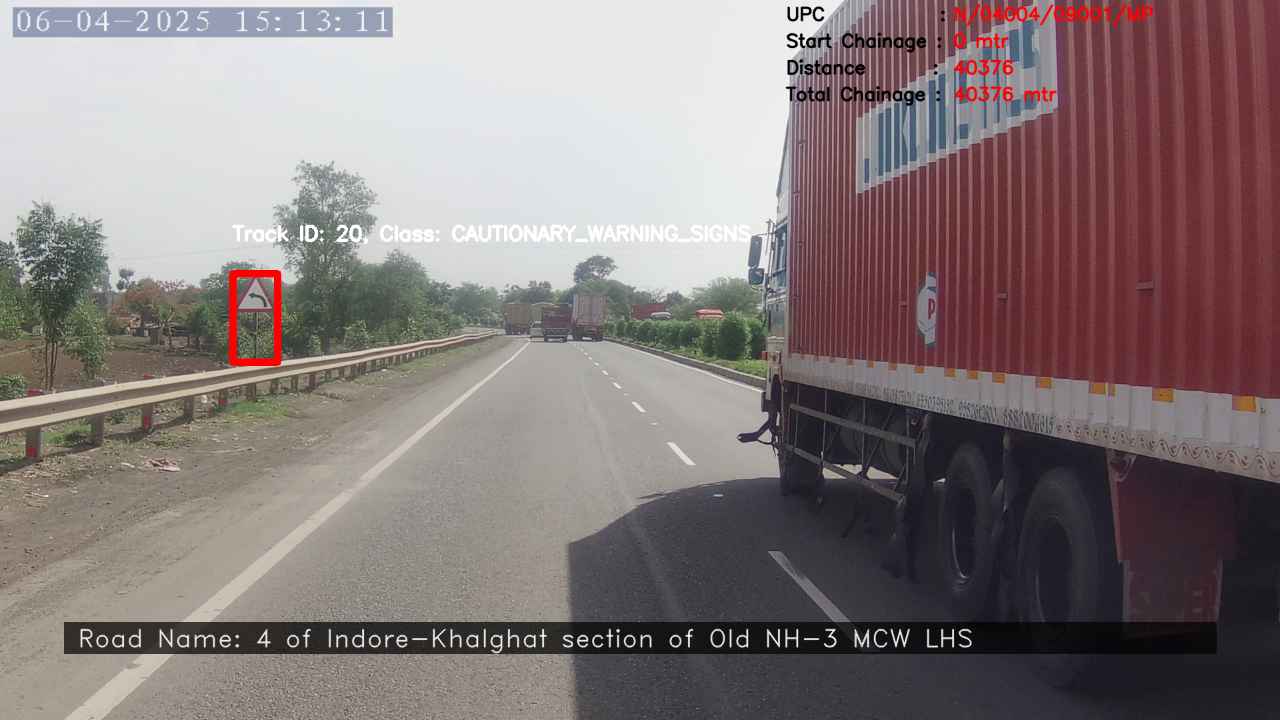 06-04-2025 15:13:11
UPC : N/04004/09001/MP
Start Chainage : 0 mtr
Distance : 40376
Total Chainage : 40376 mtr
Track ID: 20, Class: CAUTIONARY_WARNING_SIGNS
P
Road Name: 4 of Indore-Khalghat section of Old NH-3 MCW LHS